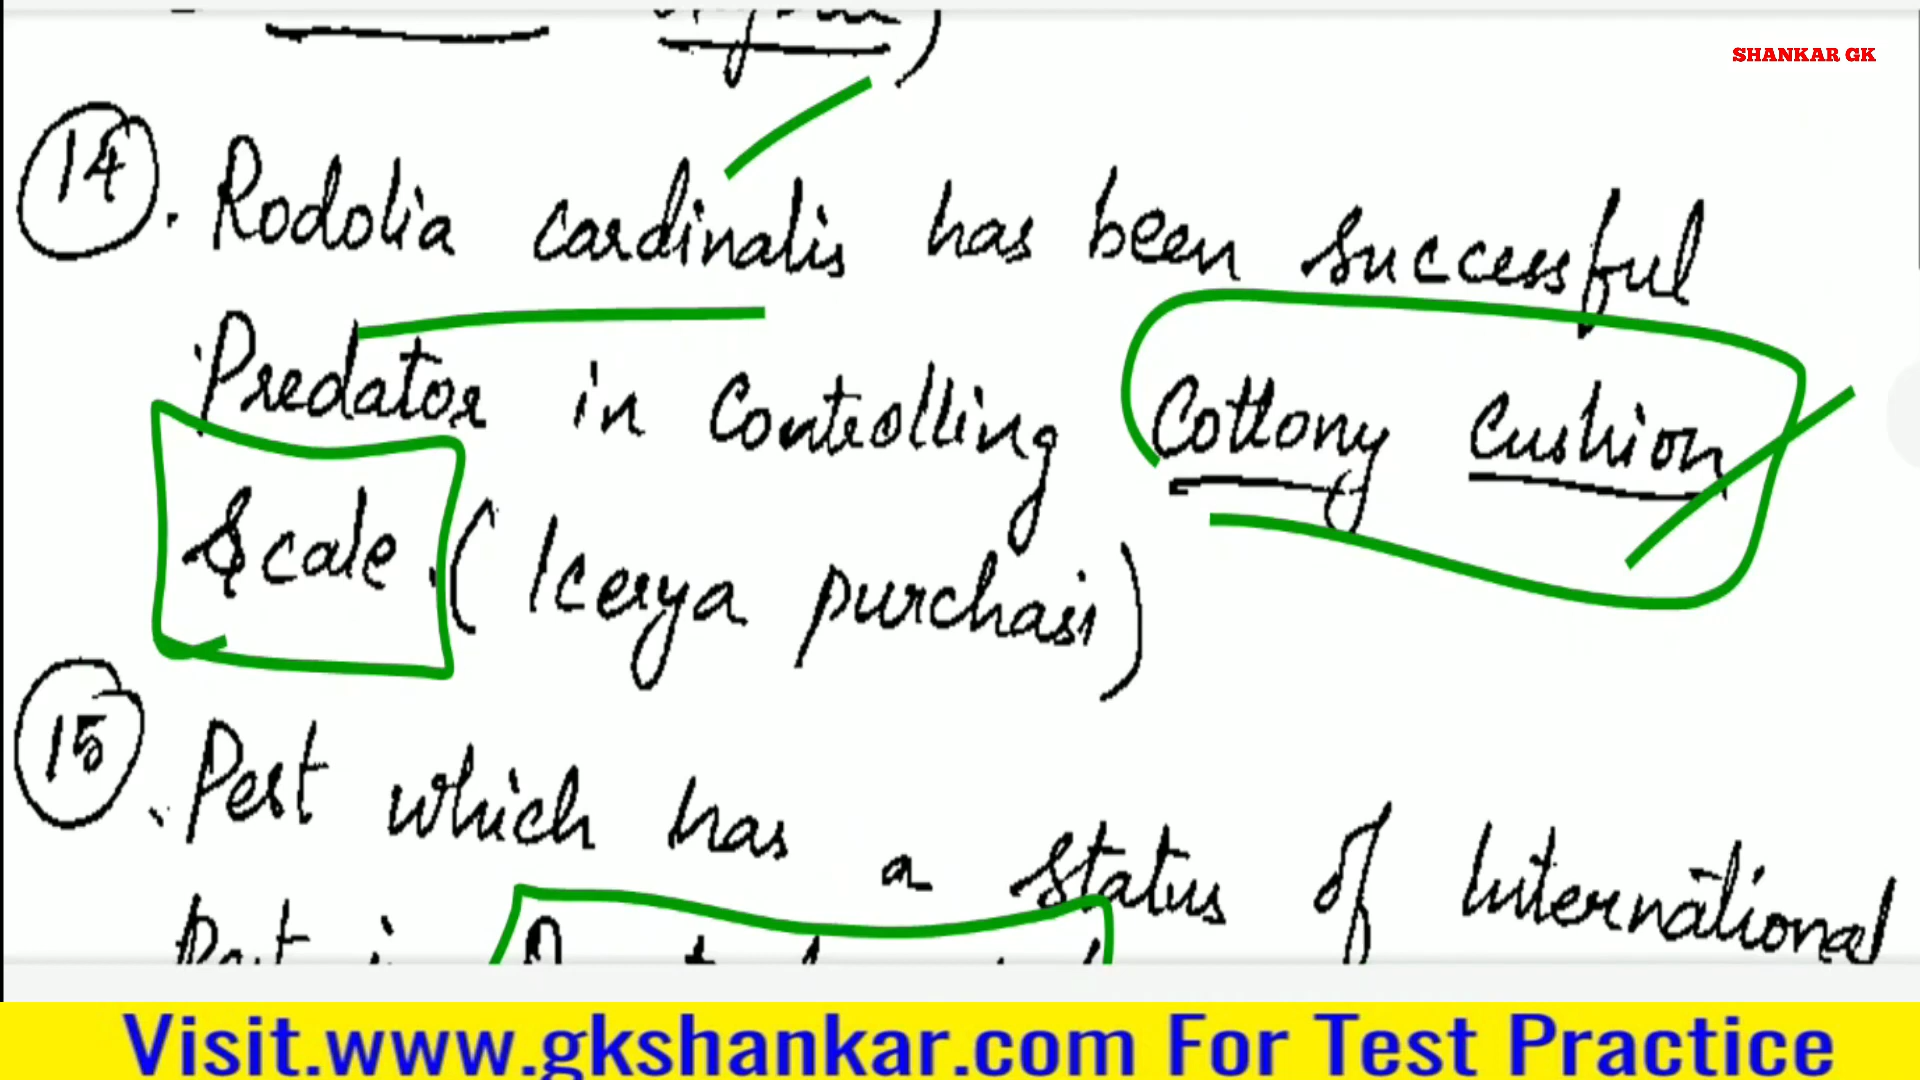 SHANKAR GK
14. Rodolia cardinalis has been successful
Predator in Controlling Cottony Cushion
Scale. (Icerya purchasi)
15. Pest which has a status of International
Visit.www.gkshankar.com For Test Practice